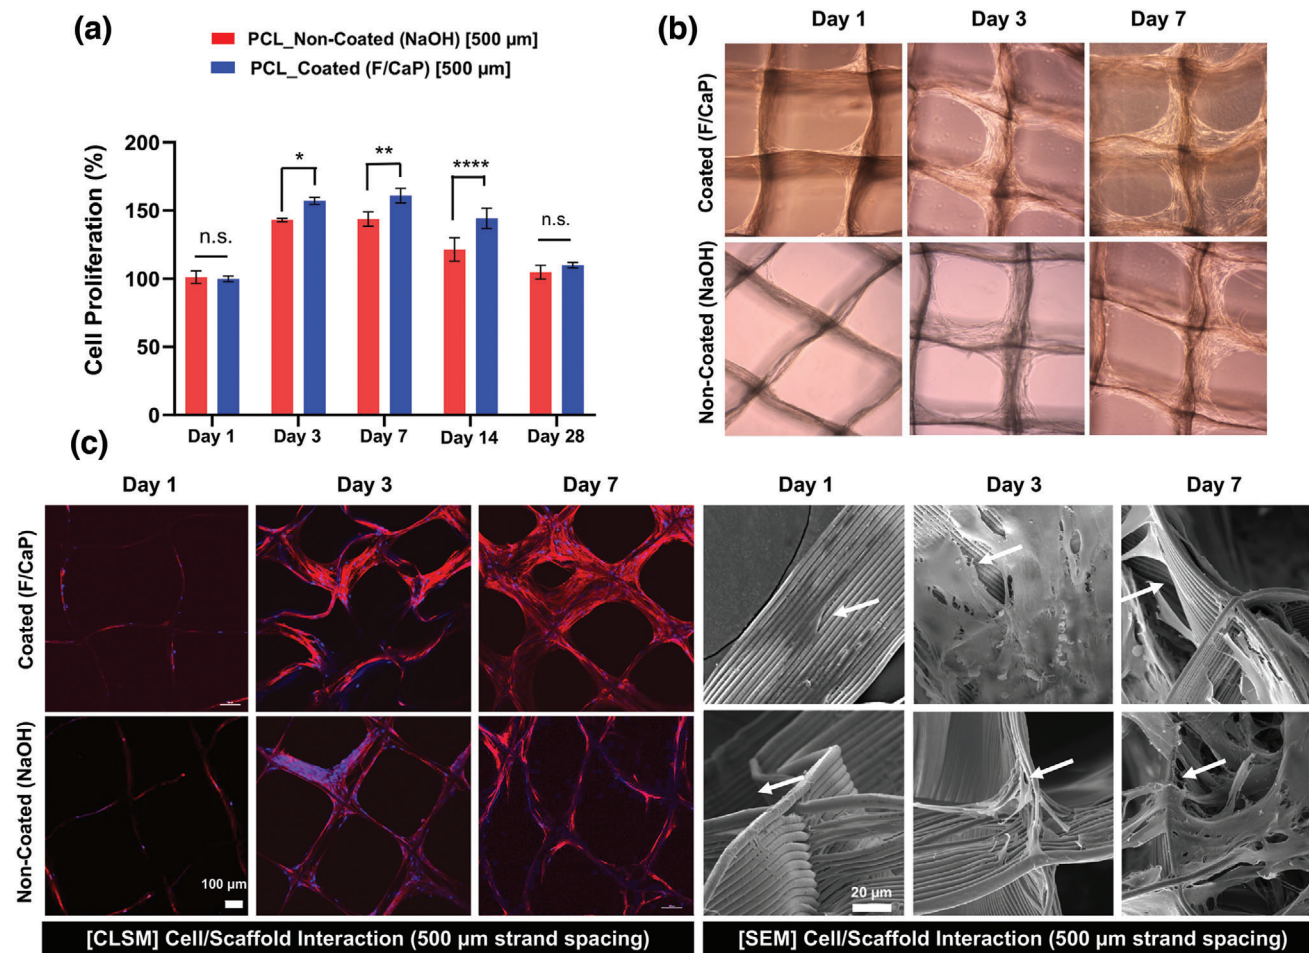 (a)
PCL_Non-Coated (NaOH) [500 µm]
PCL_Coated (F/CaP) [500 µm]
Cell Proliferation (%)
200
150
100
50
0
n.s.
*
**
****
n.s.
Day 1
Day 3
Day 7
Day 14
Day 28
(b)
Day 1
Day 3
Day 7
Coated (F/CaP)
Non-Coated (NaOH)
(c)
Day 1
Day 3
Day 7
Day 1
Day 3
Day 7
Coated (F/CaP)
Non-Coated (NaOH)
100 µm
20 µm
[CLSM] Cell/Scaffold Interaction (500 µm strand spacing)
[SEM] Cell/Scaffold Interaction (500 µm strand spacing)